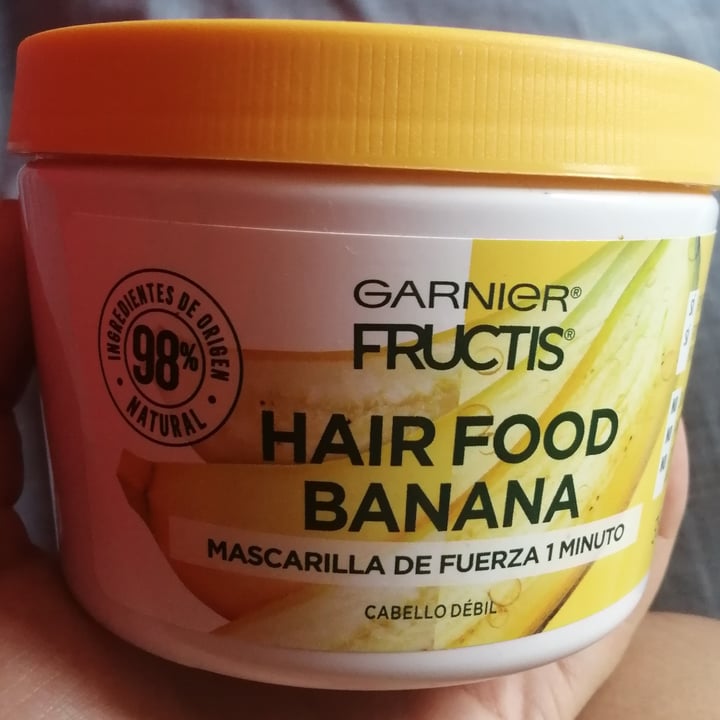 INGREDIENTES DE ORIGEN
98%
NATURAL
GARNIER®
FRUCTIS®
HAIR FOOD
BANANA
MASCARILLA DE FUERZA 1 MINUTO
CABELLO DÉBIL